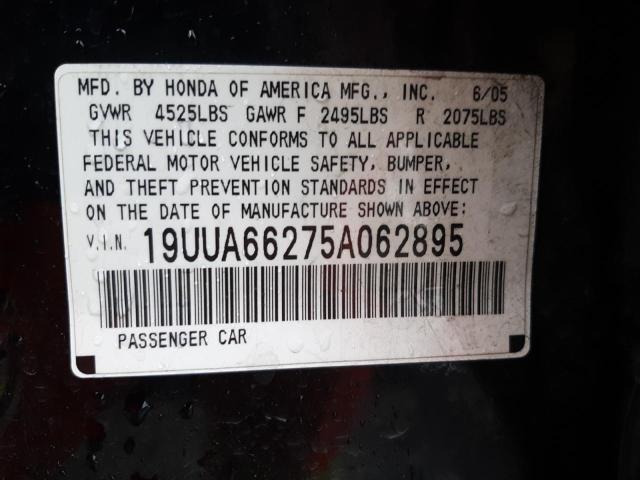 MFD. BY HONDA OF AMERICA MFG., INC. 6/05
GVWR 4525LBS GAWR F 2495LBS R 2075LBS
THIS VEHICLE CONFORMS TO ALL APPLICABLE
FEDERAL MOTOR VEHICLE SAFETY, BUMPER,
AND THEFT PREVENTION STANDARDS IN EFFECT
ON THE DATE OF MANUFACTURE SHOWN ABOVE:
V.I.N. 19UUA66275A062895
PASSENGER CAR